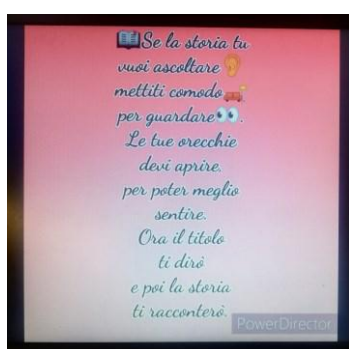 📖Se la storia tu
vuoi ascoltare👂
mettiti comodo🛋️
per guardare👀.
Le tue orecchie
devi aprire.
per poter meglio
sentire.
Ora il titolo
ti dirò
e poi la storia
ti racconterò.
PowerDirector